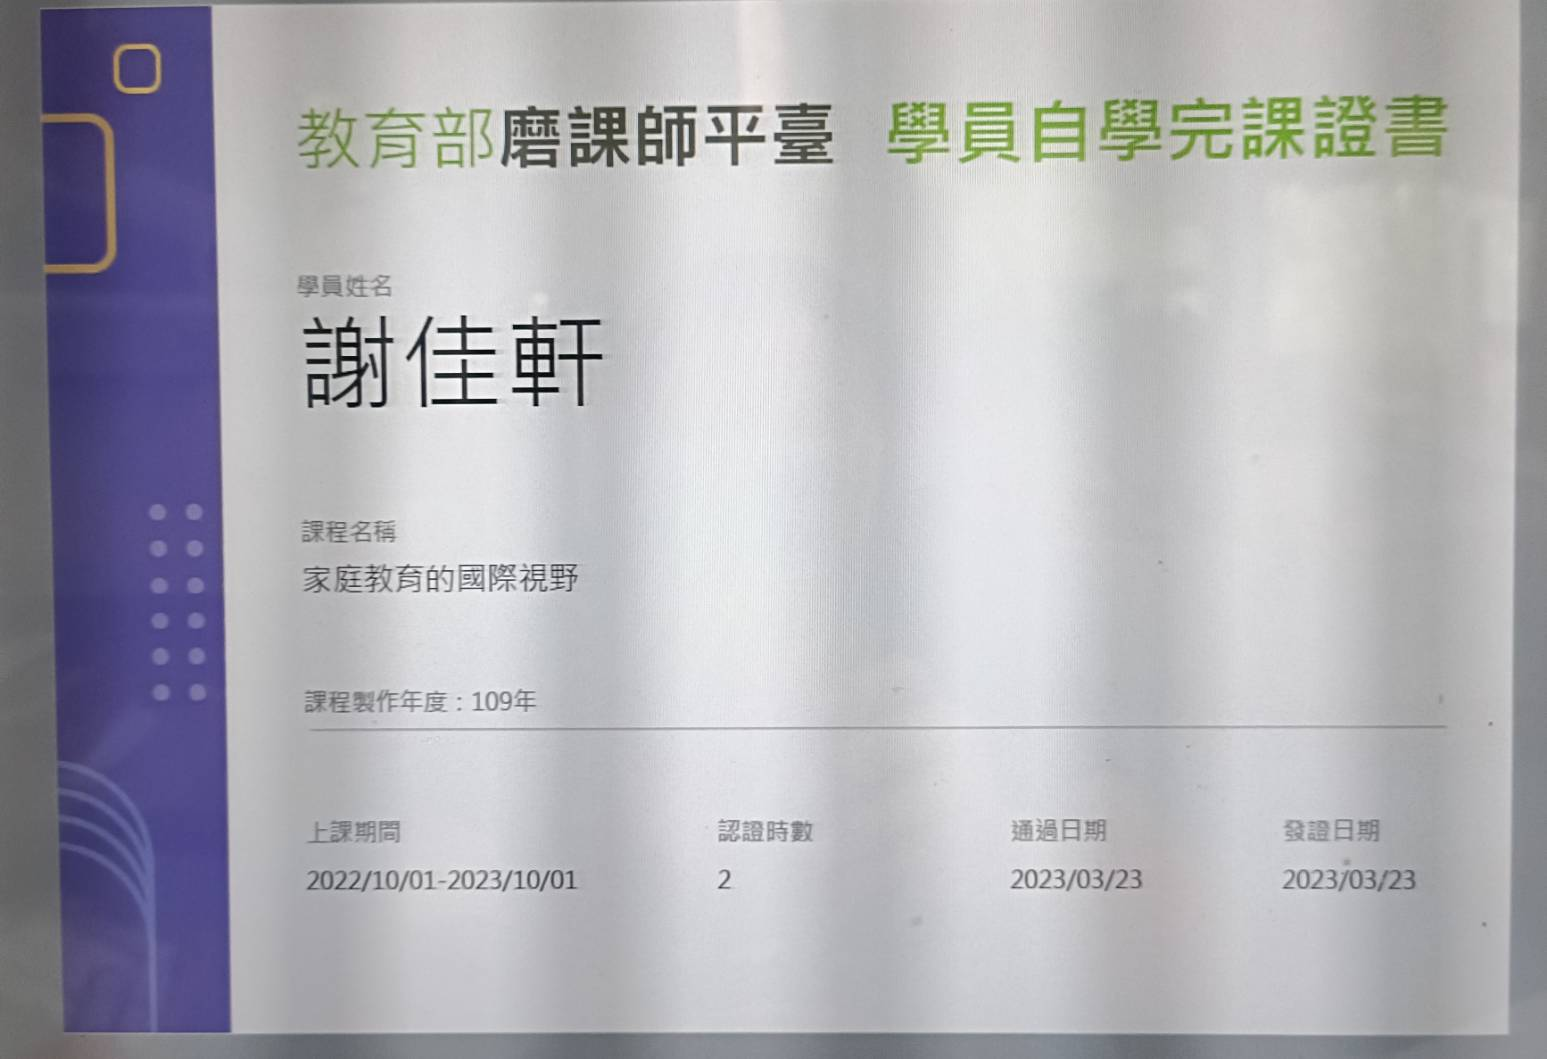 教育部磨課師平臺 學員自學完課證書
學員姓名
謝佳軒
課程名稱
家庭教育的國際視野
課程製作年度：109年
上課期間 認證時數 通過日期 發證日期
2022/10/01-2023/10/01 2 2023/03/23 2023/03/23